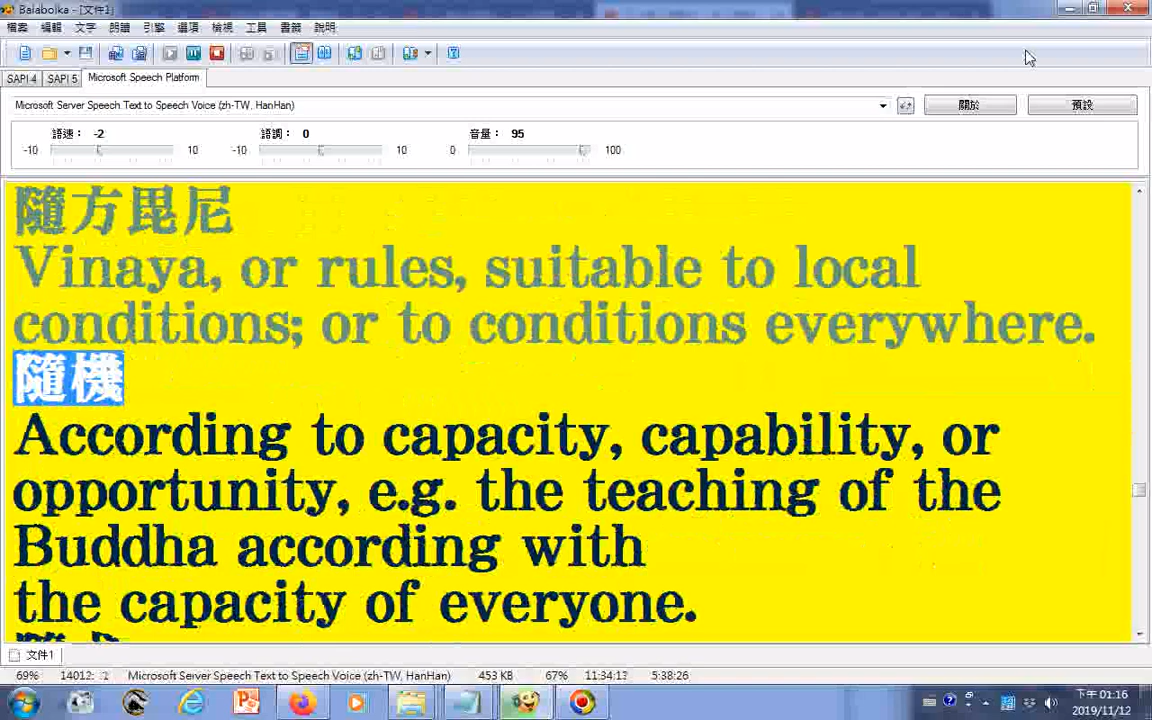 Balabolka - [文件1]
檔案 編輯 文字 朗讀 引擎 選項 檢視 工具 書籤 說明
SAPI 4 SAPI 5 Microsoft Speech Platform
Microsoft Server Speech Text to Speech Voice (zh-TW, HanHan) 關於 預設
語速： -2 語調： 0 音量： 95
-10 10 -10 10 0 100
隨方毘尼
Vinaya, or rules, suitable to local
conditions; or to conditions everywhere.
隨機
According to capacity, capability, or
opportunity, e.g. the teaching of the
Buddha according with
the capacity of everyone.
文件1
69% Microsoft Server Speech Text to Speech Voice (zh-TW, HanHan) 453 KB 67% 11:34:13 5:38:26
下午 01:16
2019/11/12